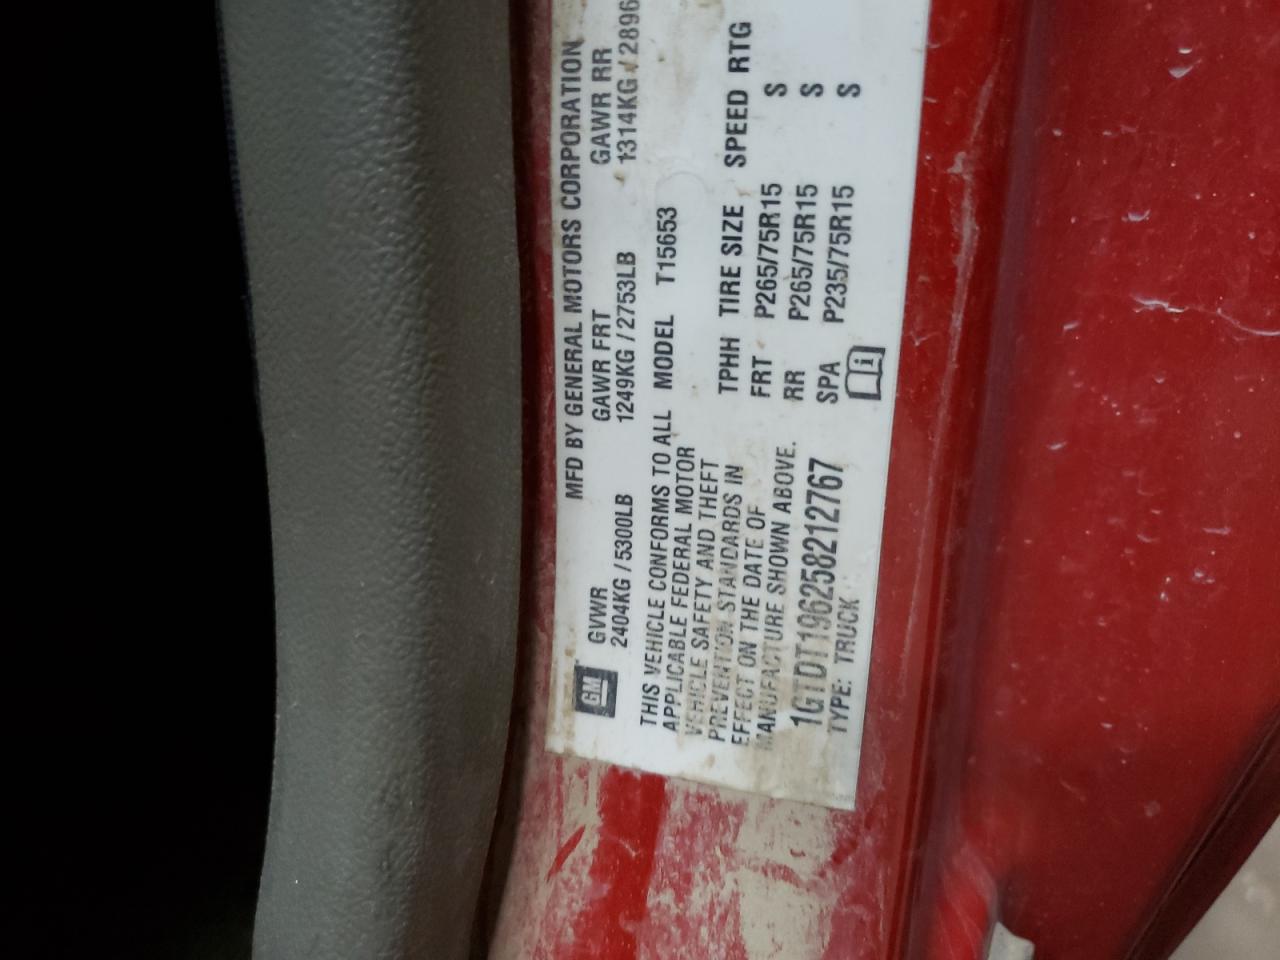 MFD BY GENERAL MOTORS CORPORATION
GM
GVWR GAWR FRT GAWR RR
2404KG / 5300LB 1249KG / 2753LB 1314KG / 2896
THIS VEHICLE CONFORMS TO ALL MODEL T15653
APPLICABLE FEDERAL MOTOR
VEHICLE SAFETY AND THEFT
PREVENTION STANDARDS IN
EFFECT ON THE DATE OF
MANUFACTURE SHOWN ABOVE.
1GTDT196258212767
TYPE: TRUCK
TPHH TIRE SIZE SPEED RTG
FRT P265/75R15 S
RR P265/75R15 S
SPA P235/75R15 S
i